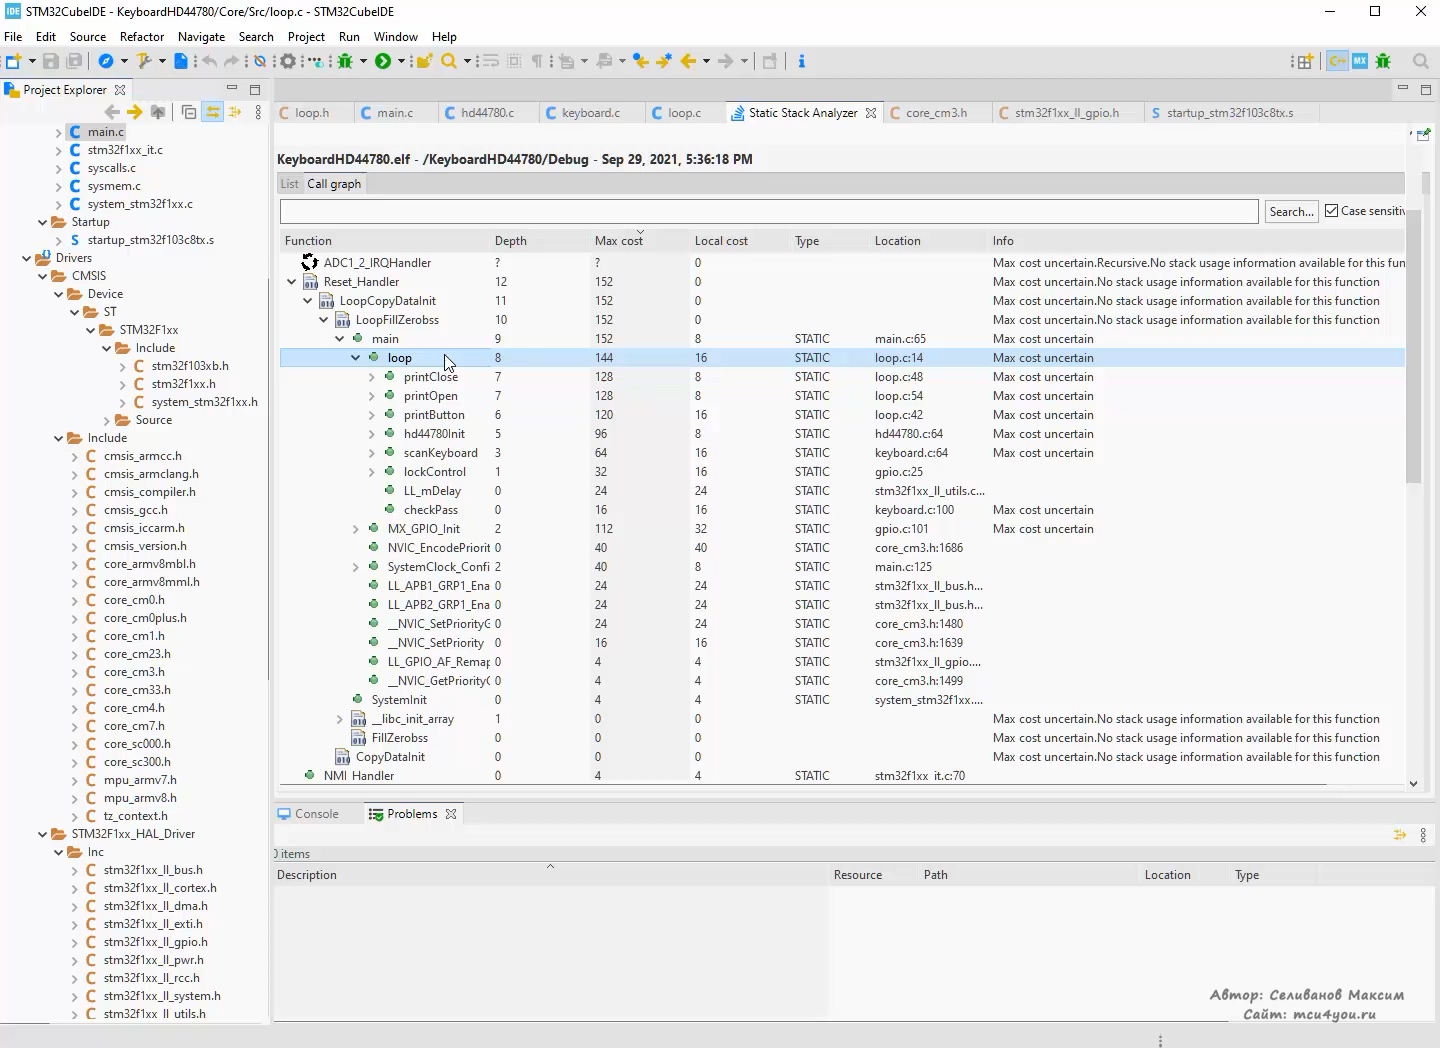 IDE STM32CubeIDE - KeyboardHD44780/Core/Src/loop.c - STM32CubeIDE
File Edit Source Refactor Navigate Search Project Run Window Help
Project Explorer
loop.h main.c hd44780.c keyboard.c loop.c Static Stack Analyzer core_cm3.h stm32f1xx_ll_gpio.h startup_stm32f103c8tx.s
main.c
stm32f1xx_it.c
syscalls.c
sysmem.c
system_stm32f1xx.c
Startup
startup_stm32f103c8tx.s
Drivers
CMSIS
Device
ST
STM32F1xx
Include
stm32f103xb.h
stm32f1xx.h
system_stm32f1xx.h
Source
Include
cmsis_armcc.h
cmsis_armclang.h
cmsis_compiler.h
cmsis_gcc.h
cmsis_iccarm.h
cmsis_version.h
core_armv8mbl.h
core_armv8mml.h
core_cm0.h
core_cm0plus.h
core_cm1.h
core_cm23.h
core_cm3.h
core_cm33.h
core_cm4.h
core_cm7.h
core_sc000.h
core_sc300.h
mpu_armv7.h
mpu_armv8.h
tz_context.h
STM32F1xx_HAL_Driver
Inc
stm32f1xx_ll_bus.h
stm32f1xx_ll_cortex.h
stm32f1xx_ll_dma.h
stm32f1xx_ll_exti.h
stm32f1xx_ll_gpio.h
stm32f1xx_ll_pwr.h
stm32f1xx_ll_rcc.h
stm32f1xx_ll_system.h
stm32f1xx_ll_utils.h
KeyboardHD44780.elf - /KeyboardHD44780/Debug - Sep 29, 2021, 5:36:18 PM
List Call graph
Search... Case sensitiv
Function Depth Max cost Local cost Type Location Info
ADC1_2_IRQHandler ? ? 0 Max cost uncertain.Recursive.No stack usage information available for this fun
Reset_Handler 12 152 0 Max cost uncertain.No stack usage information available for this function
LoopCopyDataInit 11 152 0 Max cost uncertain.No stack usage information available for this function
LoopFillZerobss 10 152 0 Max cost uncertain.No stack usage information available for this function
main 9 152 8 STATIC main.c:65 Max cost uncertain
loop 8 144 16 STATIC loop.c:14 Max cost uncertain
printClose 7 128 8 STATIC loop.c:48 Max cost uncertain
printOpen 7 128 8 STATIC loop.c:54 Max cost uncertain
printButton 6 120 16 STATIC loop.c:42 Max cost uncertain
hd44780Init 5 96 8 STATIC hd44780.c:64 Max cost uncertain
scanKeyboard 3 64 16 STATIC keyboard.c:64 Max cost uncertain
lockControl 1 32 16 STATIC gpio.c:25
LL_mDelay 0 24 24 STATIC stm32f1xx_ll_utils.c...
checkPass 0 16 16 STATIC keyboard.c:100 Max cost uncertain
MX_GPIO_Init 2 112 32 STATIC gpio.c:101 Max cost uncertain
NVIC_EncodePriorit 0 40 40 STATIC core_cm3.h:1686
SystemClock_Confi 2 40 8 STATIC main.c:125
LL_APB1_GRP1_Ena 0 24 24 STATIC stm32f1xx_ll_bus.h...
LL_APB2_GRP1_Ena 0 24 24 STATIC stm32f1xx_ll_bus.h...
__NVIC_SetPriorityG 0 24 24 STATIC core_cm3.h:1480
__NVIC_SetPriority 0 16 16 STATIC core_cm3.h:1639
LL_GPIO_AF_Remap 0 4 4 STATIC stm32f1xx_ll_gpio....
__NVIC_GetPriorityG 0 4 4 STATIC core_cm3.h:1499
SystemInit 0 4 4 STATIC system_stm32f1xx....
__libc_init_array 1 0 0 Max cost uncertain.No stack usage information available for this function
FillZerobss 0 0 0 Max cost uncertain.No stack usage information available for this function
CopyDataInit 0 0 0 Max cost uncertain.No stack usage information available for this function
NMI_Handler 0 4 4 STATIC stm32f1xx_it.c:70
Console Problems
0 items
Description Resource Path Location Type
Автор: Селиванов Максим
Сайт: mcu4you.ru